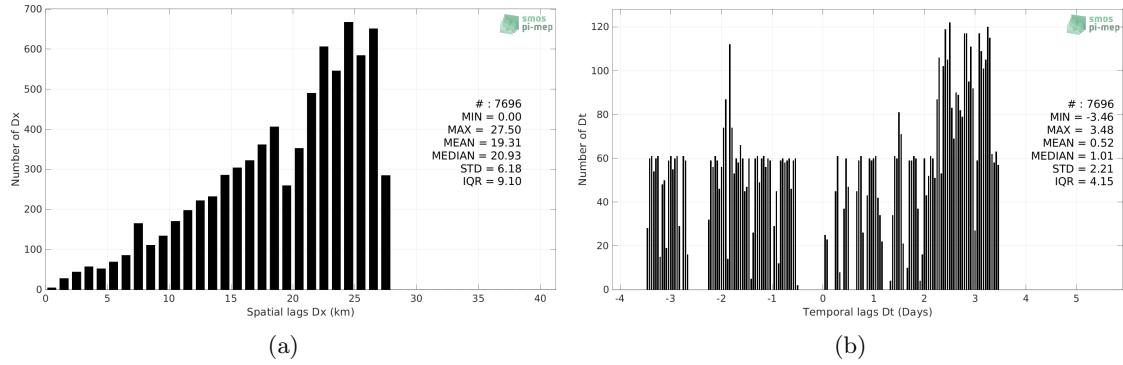 700
600
500
400
300
200
100
0
Number of Dx
smos
pi-mep
# : 7696
MIN = 0.00
MAX = 27.50
MEAN = 19.31
MEDIAN = 20.93
STD = 6.18
IQR = 9.10
0 5 10 15 20 25 30 35 40
Spatial lags Dx (km)
(a)
120
100
80
60
40
20
0
Number of Dt
smos
pi-mep
# : 7696
MIN = -3.46
MAX = 3.48
MEAN = 0.52
MEDIAN = 1.01
STD = 2.21
IQR = 4.15
-4 -3 -2 -1 0 1 2 3 4 5
Temporal lags Dt (Days)
(b)